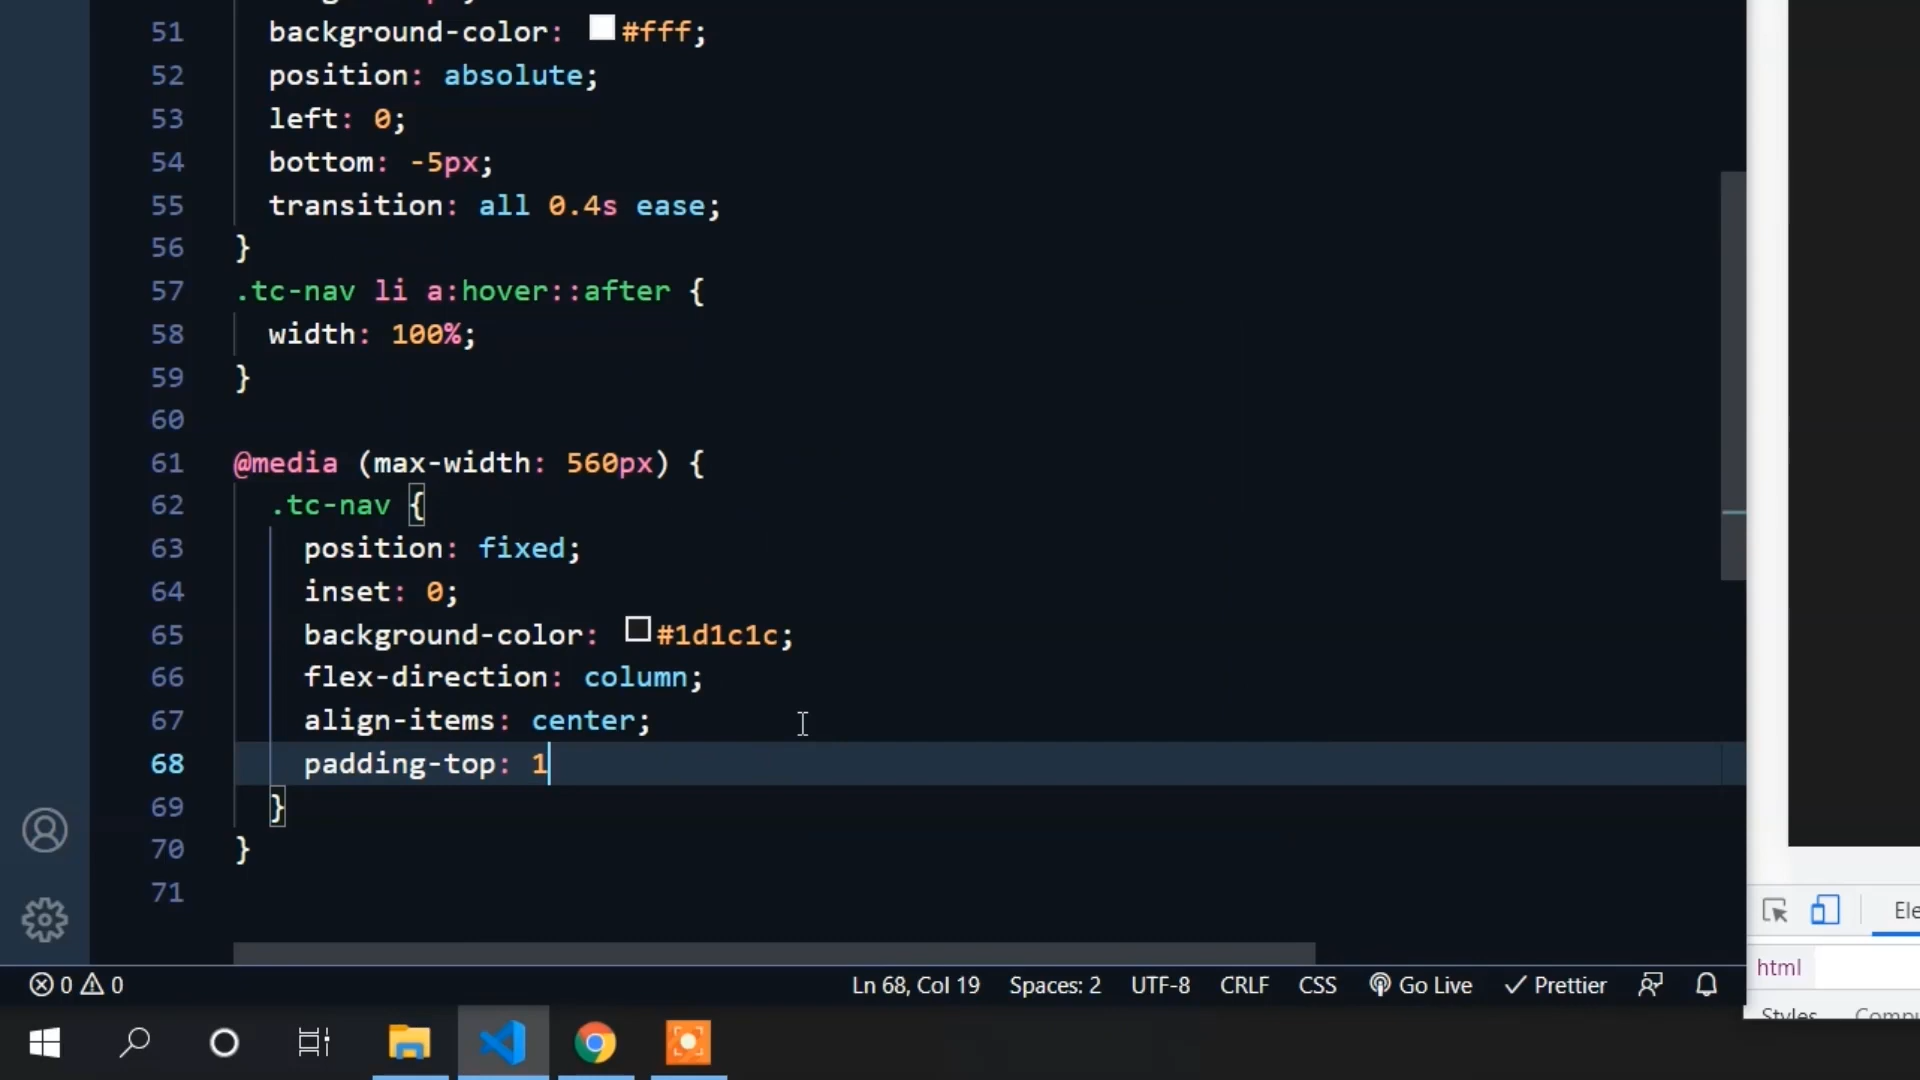 51 background-color: #fff;
52 position: absolute;
53 left: 0;
54 bottom: -5px;
55 transition: all 0.4s ease;
56 }
57 .tc-nav li a:hover::after {
58 width: 100%;
59 }
60
61 @media (max-width: 560px) {
62 .tc-nav {
63 position: fixed;
64 inset: 0;
65 background-color: #1d1c1c;
66 flex-direction: column;
67 align-items: center;
68 padding-top: 1
69 }
70 }
71
Ele
html
Styles Compu
0 0 Ln 68, Col 19 Spaces: 2 UTF-8 CRLF CSS Go Live Prettier